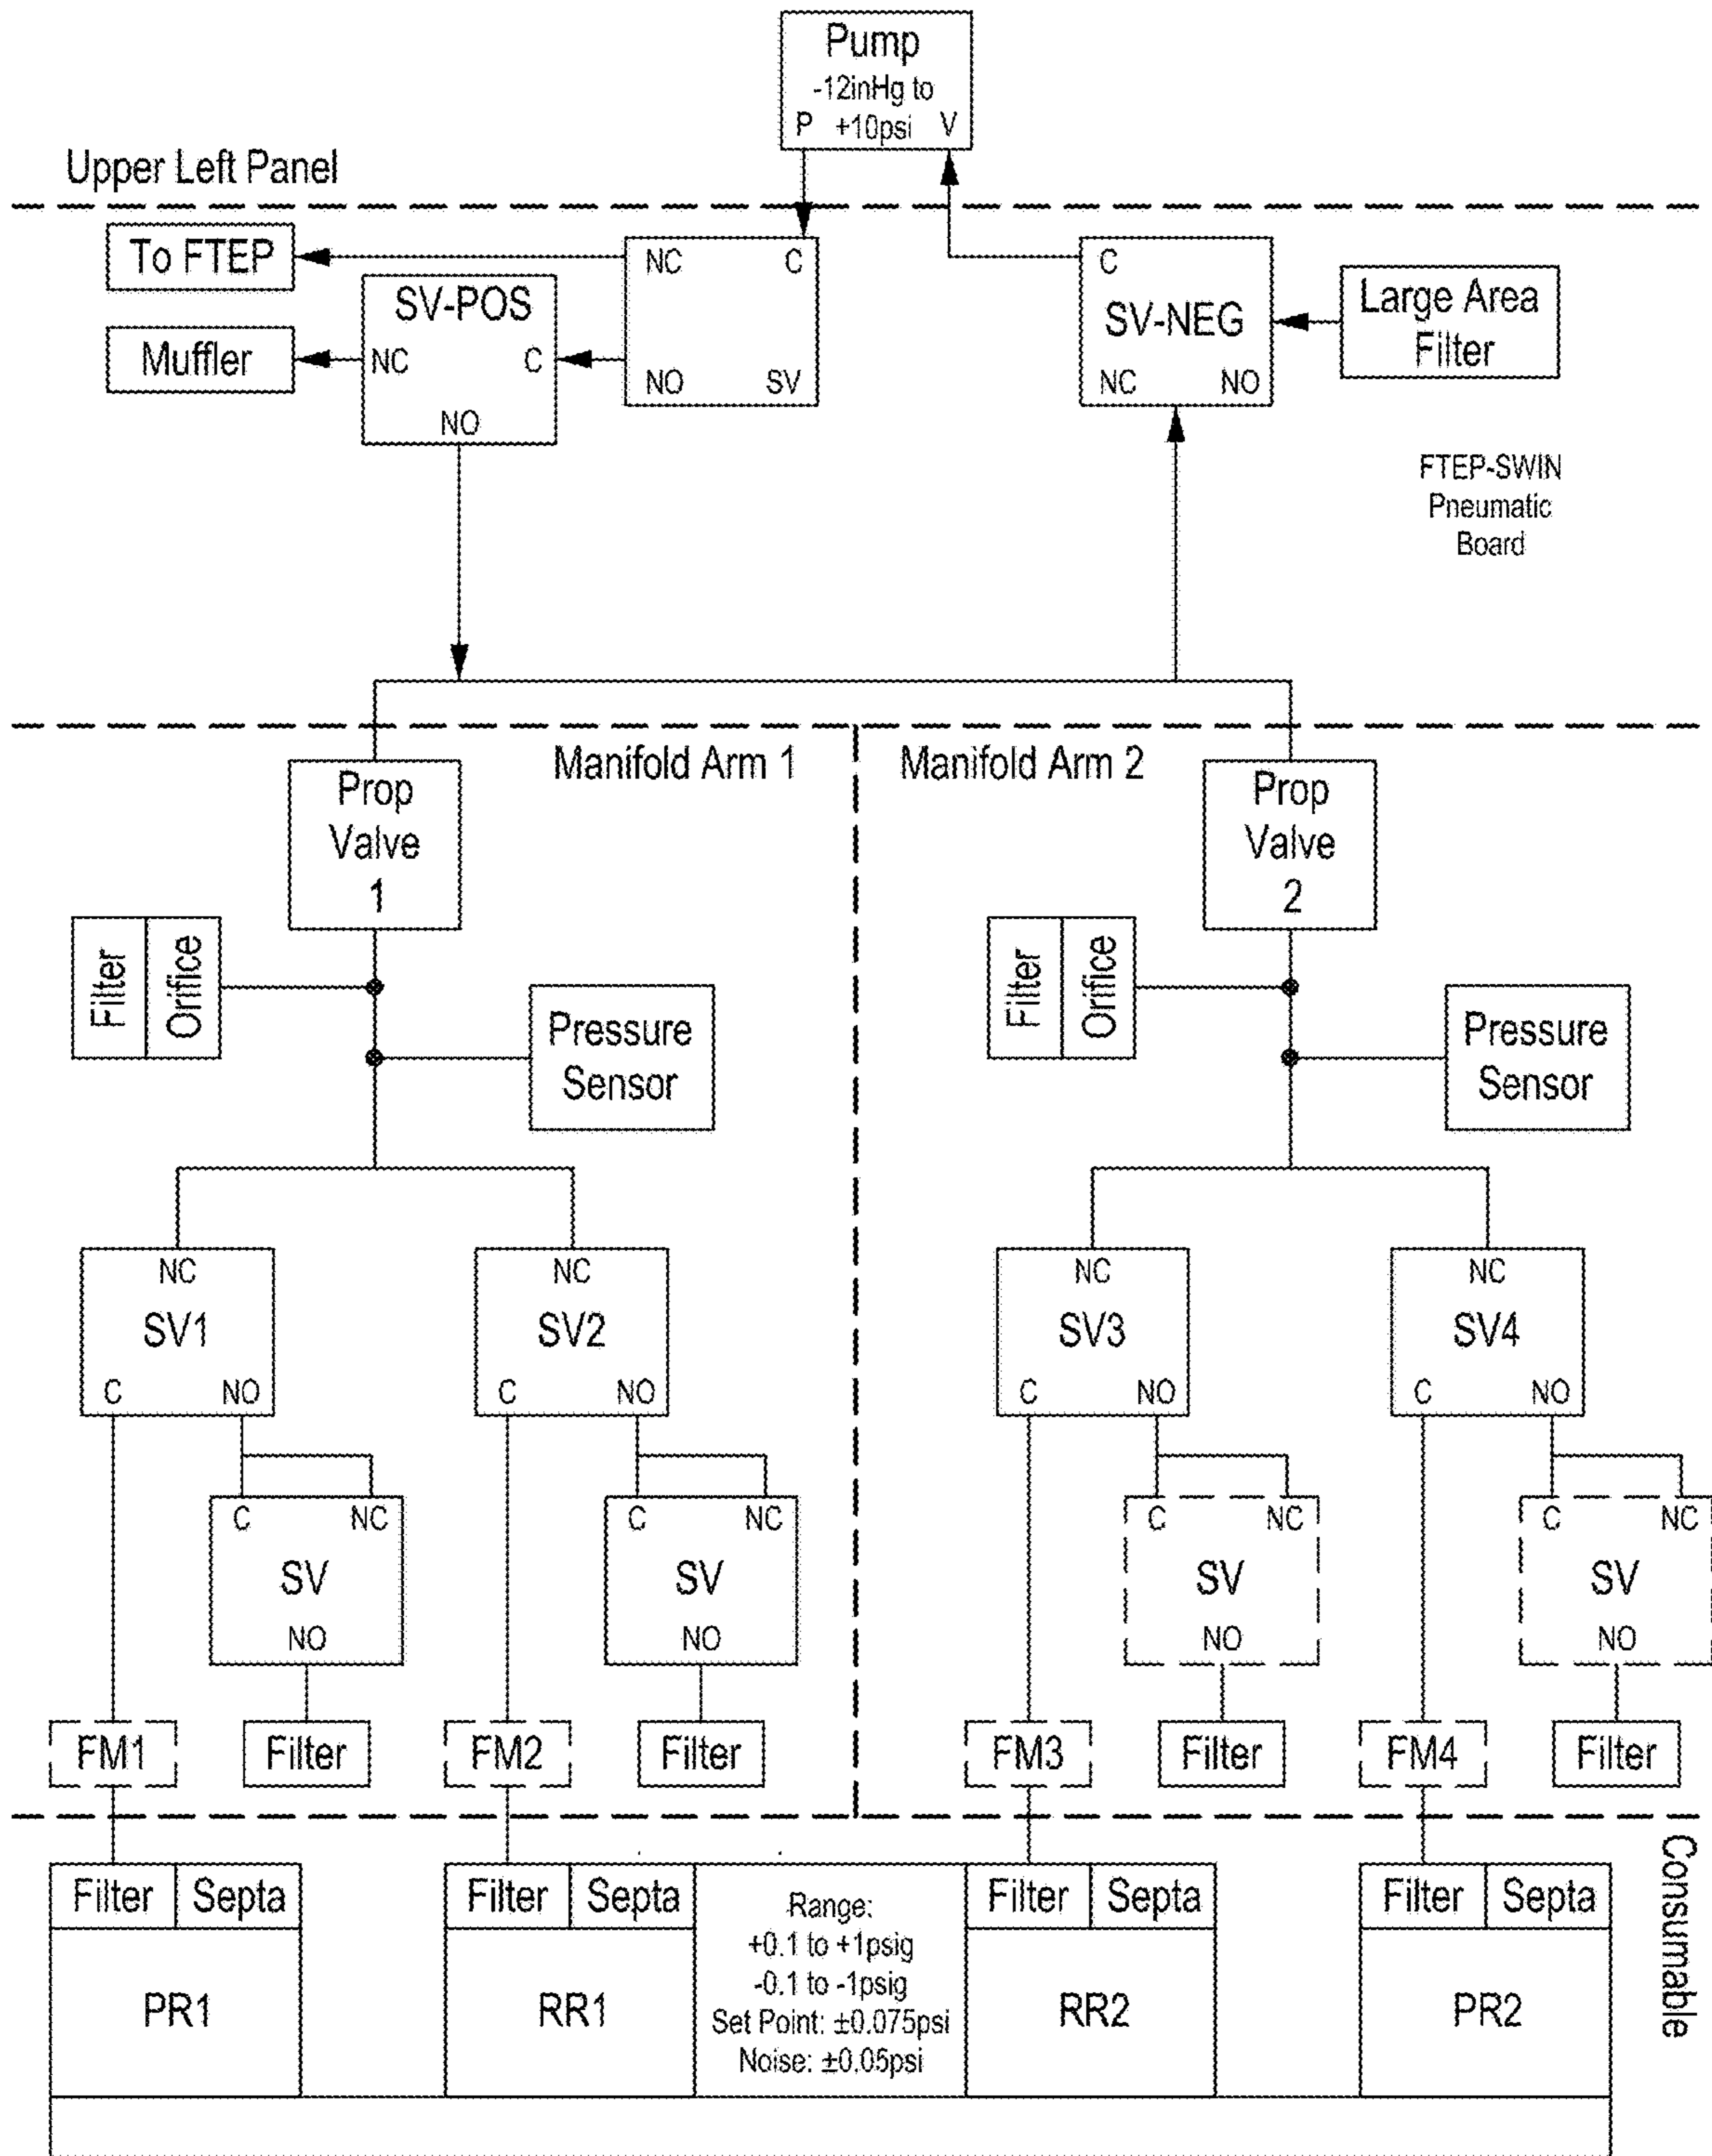 Pump
-12inHg to
P +10psi V
Upper Left Panel
To FTEP
NC C
SV-POS
C
SV-NEG
Large Area
Filter
Muffler
NC C
NO SV
NC NO
NO
FTEP-SWIN
Pneumatic
Board
Manifold Arm 1
Manifold Arm 2
Prop
Valve
1
Prop
Valve
2
Filter
Orifice
Pressure
Sensor
Filter
Orifice
Pressure
Sensor
NC
SV1
C NO
NC
SV2
C NO
NC
SV3
C NO
NC
SV4
C NO
C NC
SV
NO
C NC
SV
NO
C NC
SV
NO
C NC
SV
NO
FM1
Filter
FM2
Filter
FM3
Filter
FM4
Filter
Consumable
Filter Septa
PR1
Filter Septa
RR1
Range:
+0.1 to +1psig
-0.1 to -1psig
Set Point: ±0.075psi
Noise: ±0.05psi
Filter Septa
RR2
Filter Septa
PR2